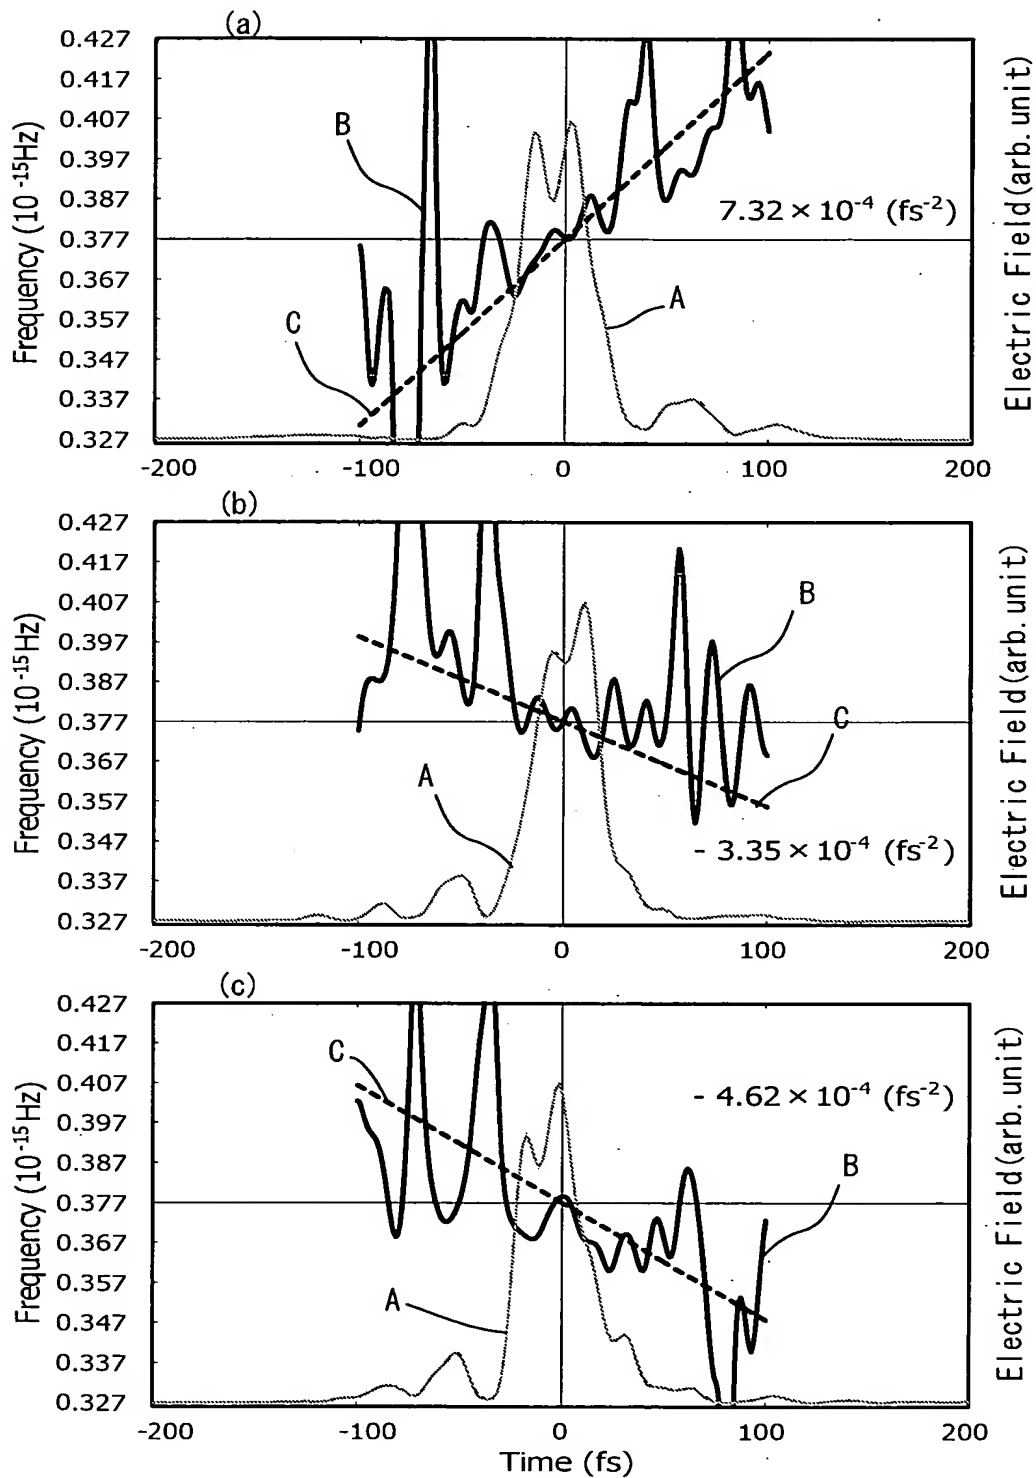 (a)
0.427
0.417
0.407
0.397
0.387
0.377
0.367
0.357
0.347
0.337
0.327
Frequency (10 -15Hz)
B
C
A
7.32 × 10-4 (fs-2)
Electric Field(arb.unit)
-200
-100
0
100
200
(b)
0.427
0.417
0.407
0.397
0.387
0.377
0.367
0.357
0.347
0.337
0.327
Frequency (10 -15Hz)
A
B
C
- 3.35 × 10-4 (fs-2)
Electric Field(arb.unit)
-200
-100
0
100
200
(c)
0.427
0.417
0.407
0.397
0.387
0.377
0.367
0.357
0.347
0.337
0.327
Frequency (10 -15Hz)
C
A
B
- 4.62 × 10-4 (fs-2)
Electric Field(arb.unit)
-200
-100
0
100
200
Time (fs)